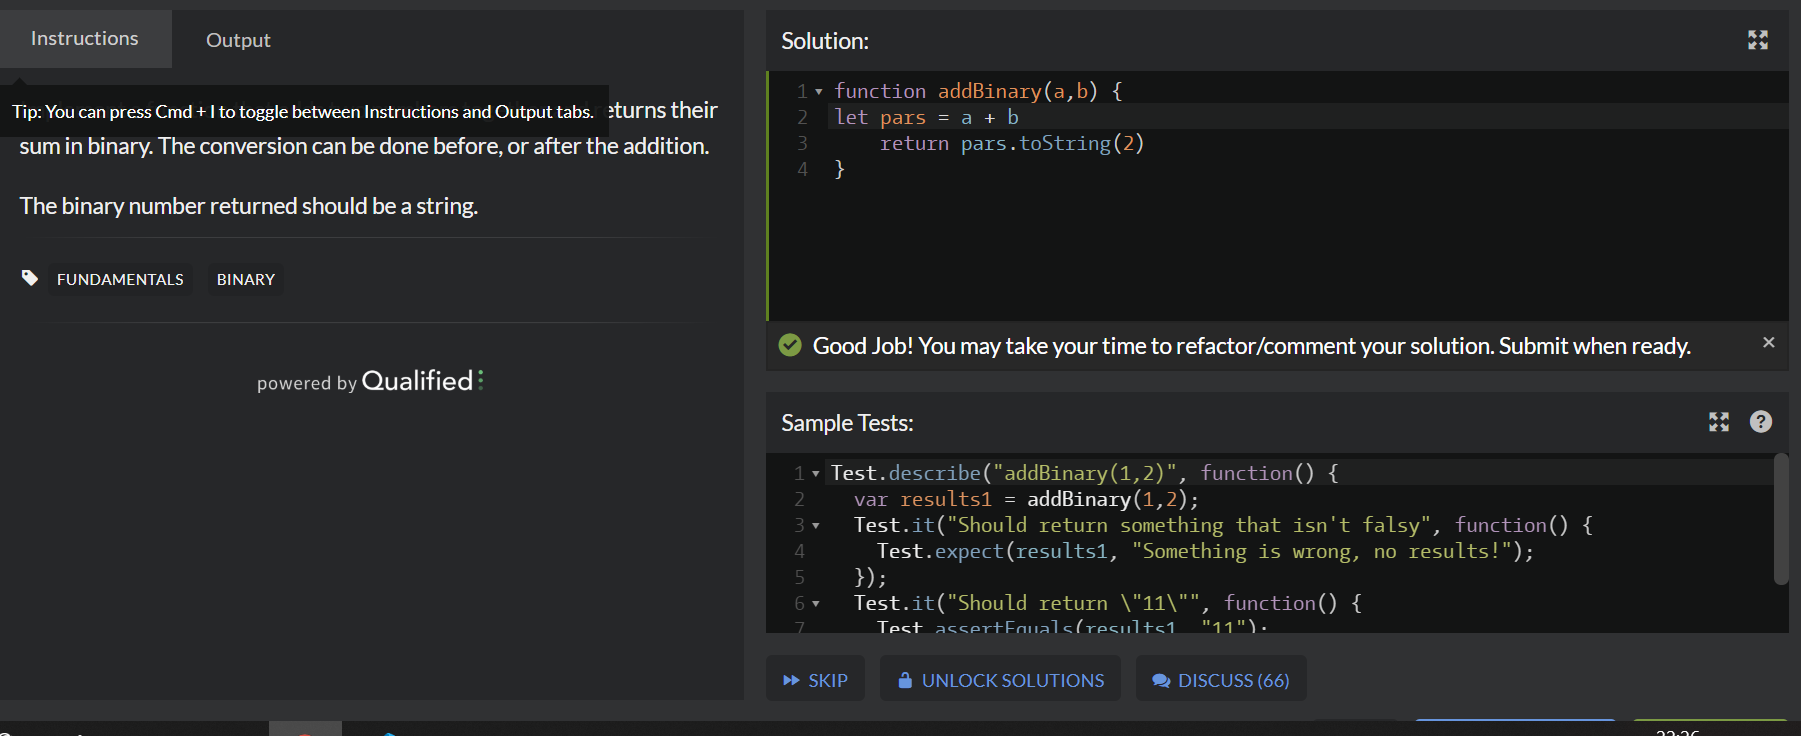 Instructions
Output
Tip: You can press Cmd + I to toggle between Instructions and Output tabs.
eturns their
sum in binary. The conversion can be done before, or after the addition.
The binary number returned should be a string.
FUNDAMENTALS
BINARY
powered by Qualified
Solution:
1 function addBinary(a,b) {
2 let pars = a + b
3     return pars.toString(2)
4 }
Good Job! You may take your time to refactor/comment your solution. Submit when ready.
Sample Tests:
1 Test.describe("addBinary(1,2)", function() {
2   var results1 = addBinary(1,2);
3   Test.it("Should return something that isn't falsy", function() {
4     Test.expect(results1, "Something is wrong, no results!");
5   });
6   Test.it("Should return \"11\"", function() {
7     Test.assertEquals(results1, "11");
SKIP
UNLOCK SOLUTIONS
DISCUSS (66)